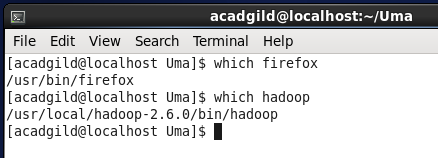 acadgild@localhost:~/Uma
File Edit View Search Terminal Help
[acadgild@localhost Uma]$ which firefox
/usr/bin/firefox
[acadgild@localhost Uma]$ which hadoop
/usr/local/hadoop-2.6.0/bin/hadoop
[acadgild@localhost Uma]$